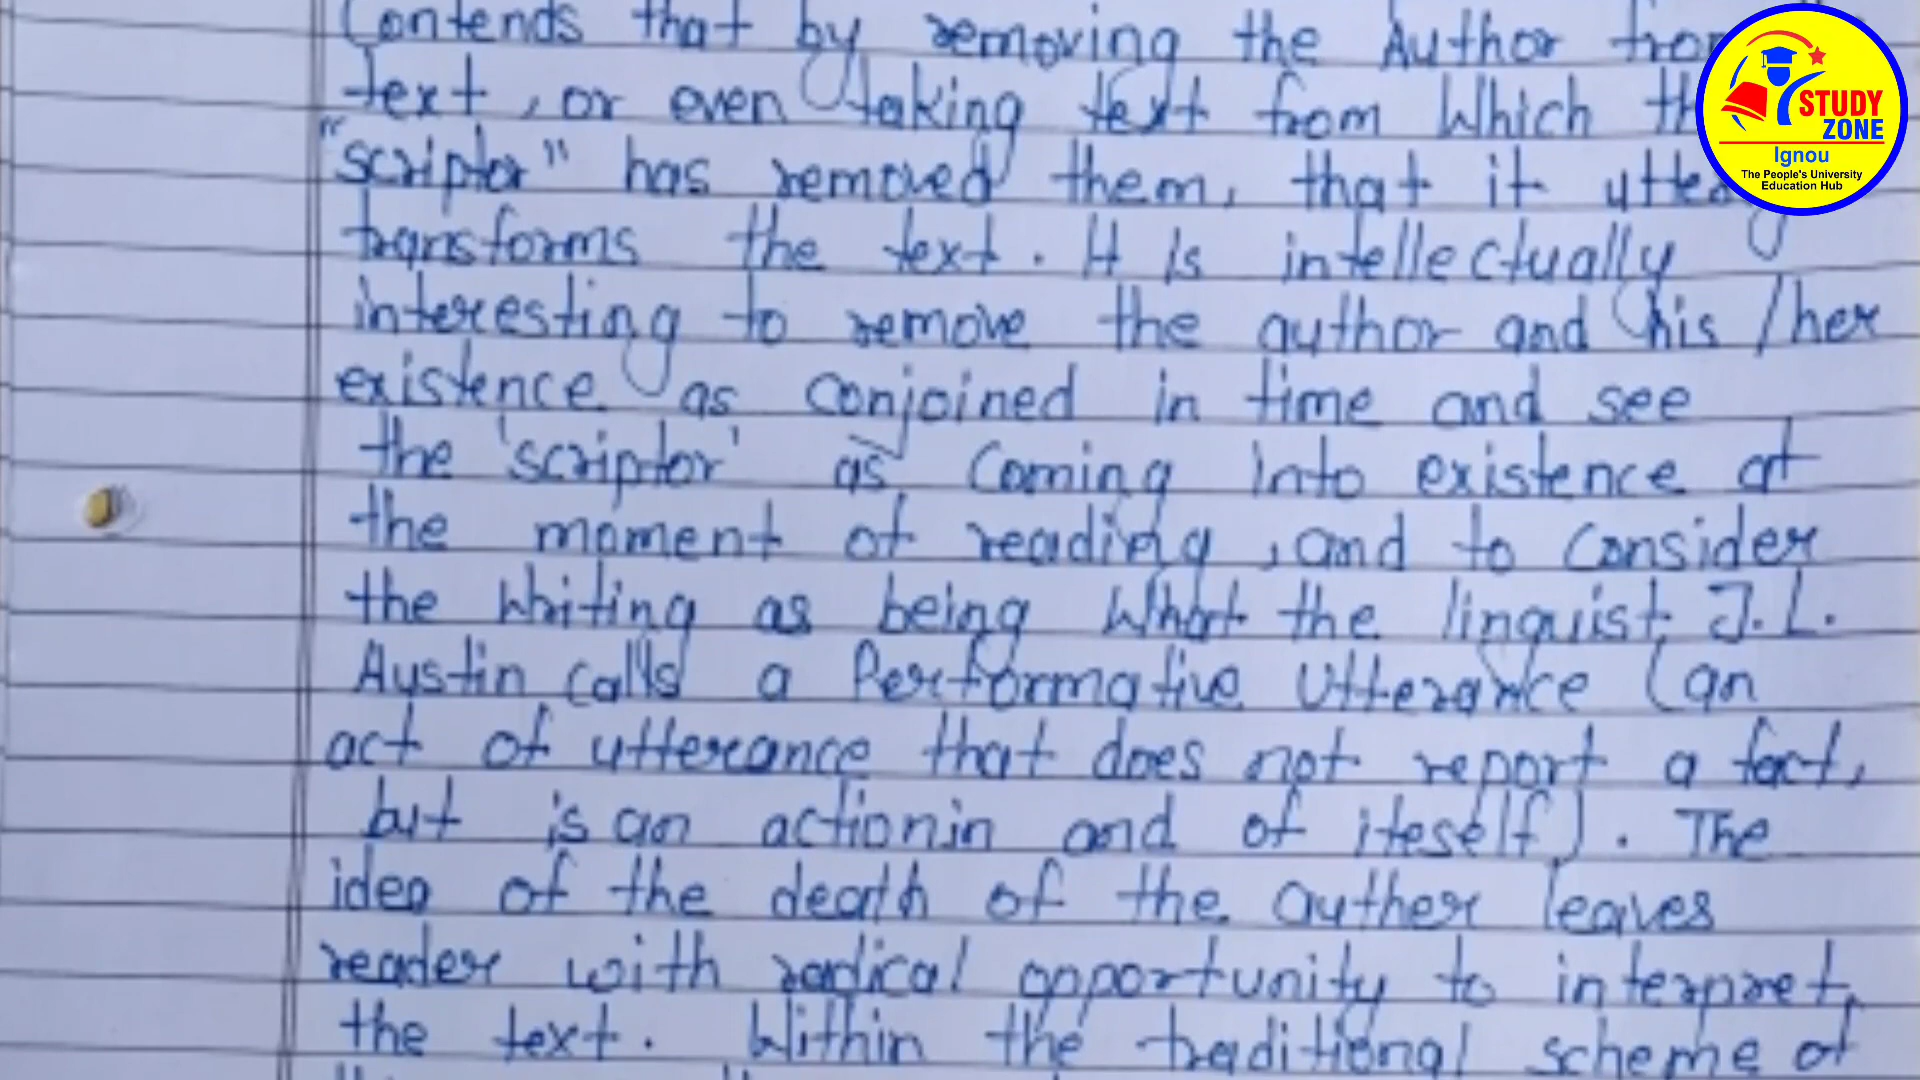 Contends that by removing the Author
text, or even taking text from Which
"scriptor" has removed them, that it
transforms the text. It is intellectually
interesting to remove the author and his/her
existence as conjoined in time and see
the 'scriptor' as Coming Into existence at
the moment of reading, and to Consider
the Writing as being What the linguist J.L.
Austin calls a Performative Utterance (an
act of utterance that does not report a fact,
but is an actionin and of iteself). The
idea of the death of the auther leaves
reader with radical opportunity to interpret
the text. Within the traditional scheme of
STUDY
ZONE
Ignou
The People's University
Education Hub